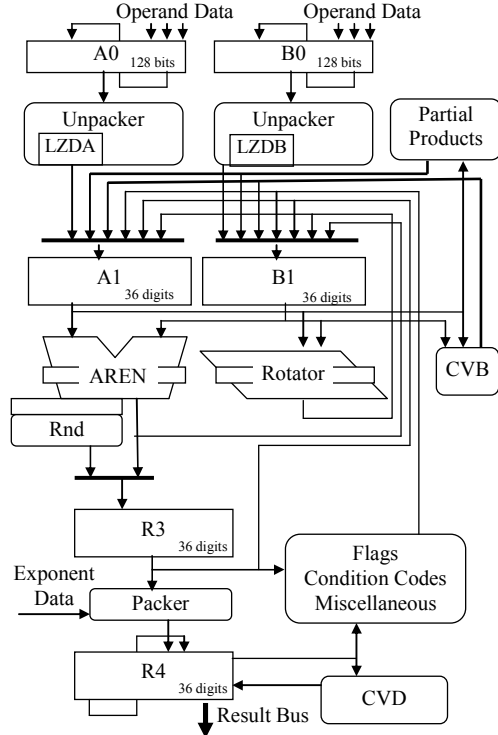 Operand Data
Operand Data
A0
128 bits
B0
128 bits
Unpacker
LZDA
Unpacker
LZDB
Partial
Products
A1
36 digits
B1
36 digits
AREN
Rotator
CVB
Rnd
R3
36 digits
Flags
Condition Codes
Miscellaneous
Exponent
Data
Packer
R4
36 digits
CVD
Result Bus